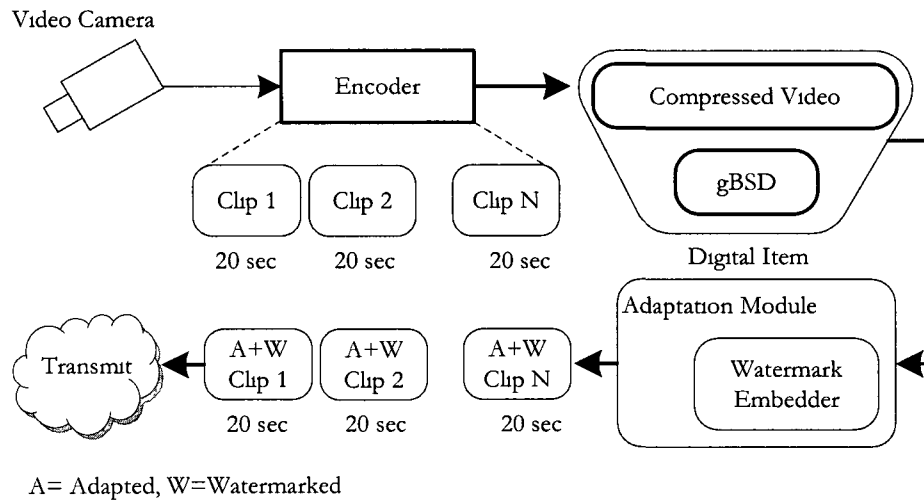 Video Camera
Encoder
Compressed Video
gBSD
Digital Item
Clip 1
Clip 2
Clip N
20 sec
20 sec
20 sec
Adaptation Module
Watermark
Embedder
A+W
Clip 1
A+W
Clip 2
A+W
Clip N
20 sec
20 sec
20 sec
Transmit
A= Adapted, W=Watermarked